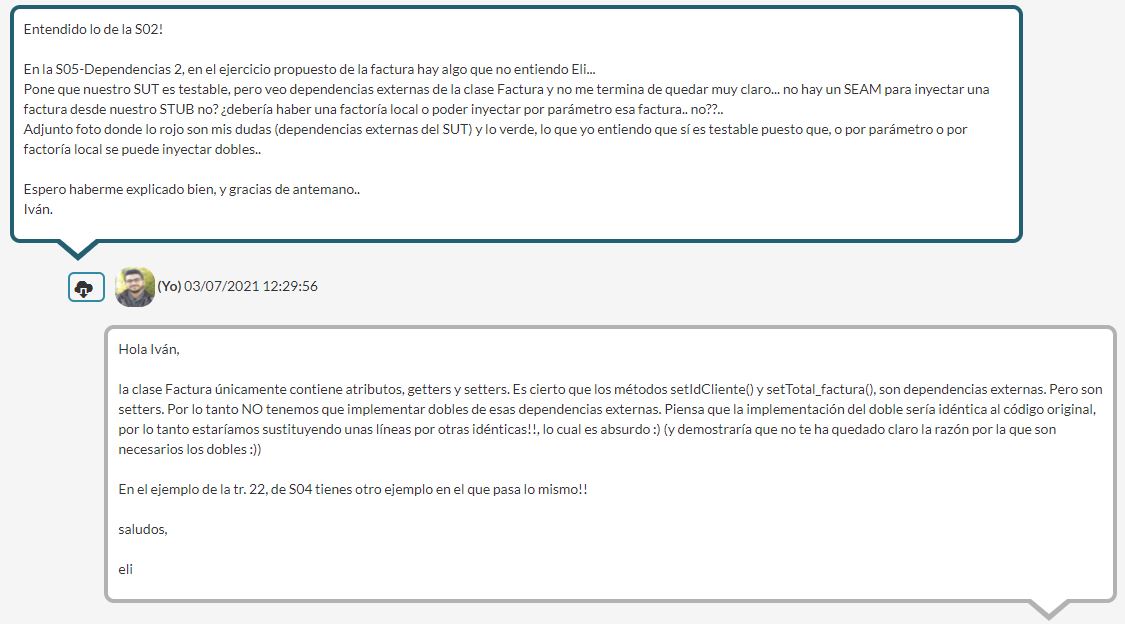 Entendido lo de la S02!
En la S05-Dependencias 2, en el ejercicio propuesto de la factura hay algo que no entiendo Eli...
Pone que nuestro SUT es testable, pero veo dependencias externas de la clase Factura y no me termina de quedar muy claro... no hay un SEAM para inyectar una
factura desde nuestro STUB no? ¿debería haber una factoría local o poder inyectar por parámetro esa factura.. no??..
Adjunto foto donde lo rojo son mis dudas (dependencias externas del SUT) y lo verde, lo que yo entiendo que sí es testable puesto que, o por parámetro o por
factoría local se puede inyectar dobles..
Espero haberme explicado bien, y gracias de antemano..
Iván.
(Yo) 03/07/2021 12:29:56
Hola Iván,
la clase Factura únicamente contiene atributos, getters y setters. Es cierto que los métodos setIdCliente() y setTotal_factura(), son dependencias externas. Pero son
setters. Por lo tanto NO tenemos que implementar dobles de esas dependencias externas. Piensa que la implementación del doble sería idéntica al código original,
por lo tanto estaríamos sustituyendo unas líneas por otras idénticas!!, lo cual es absurdo :) (y demostraría que no te ha quedado claro la razón por la que son
necesarios los dobles :))
En el ejemplo de la tr. 22, de S04 tienes otro ejemplo en el que pasa lo mismo!!
saludos,
eli